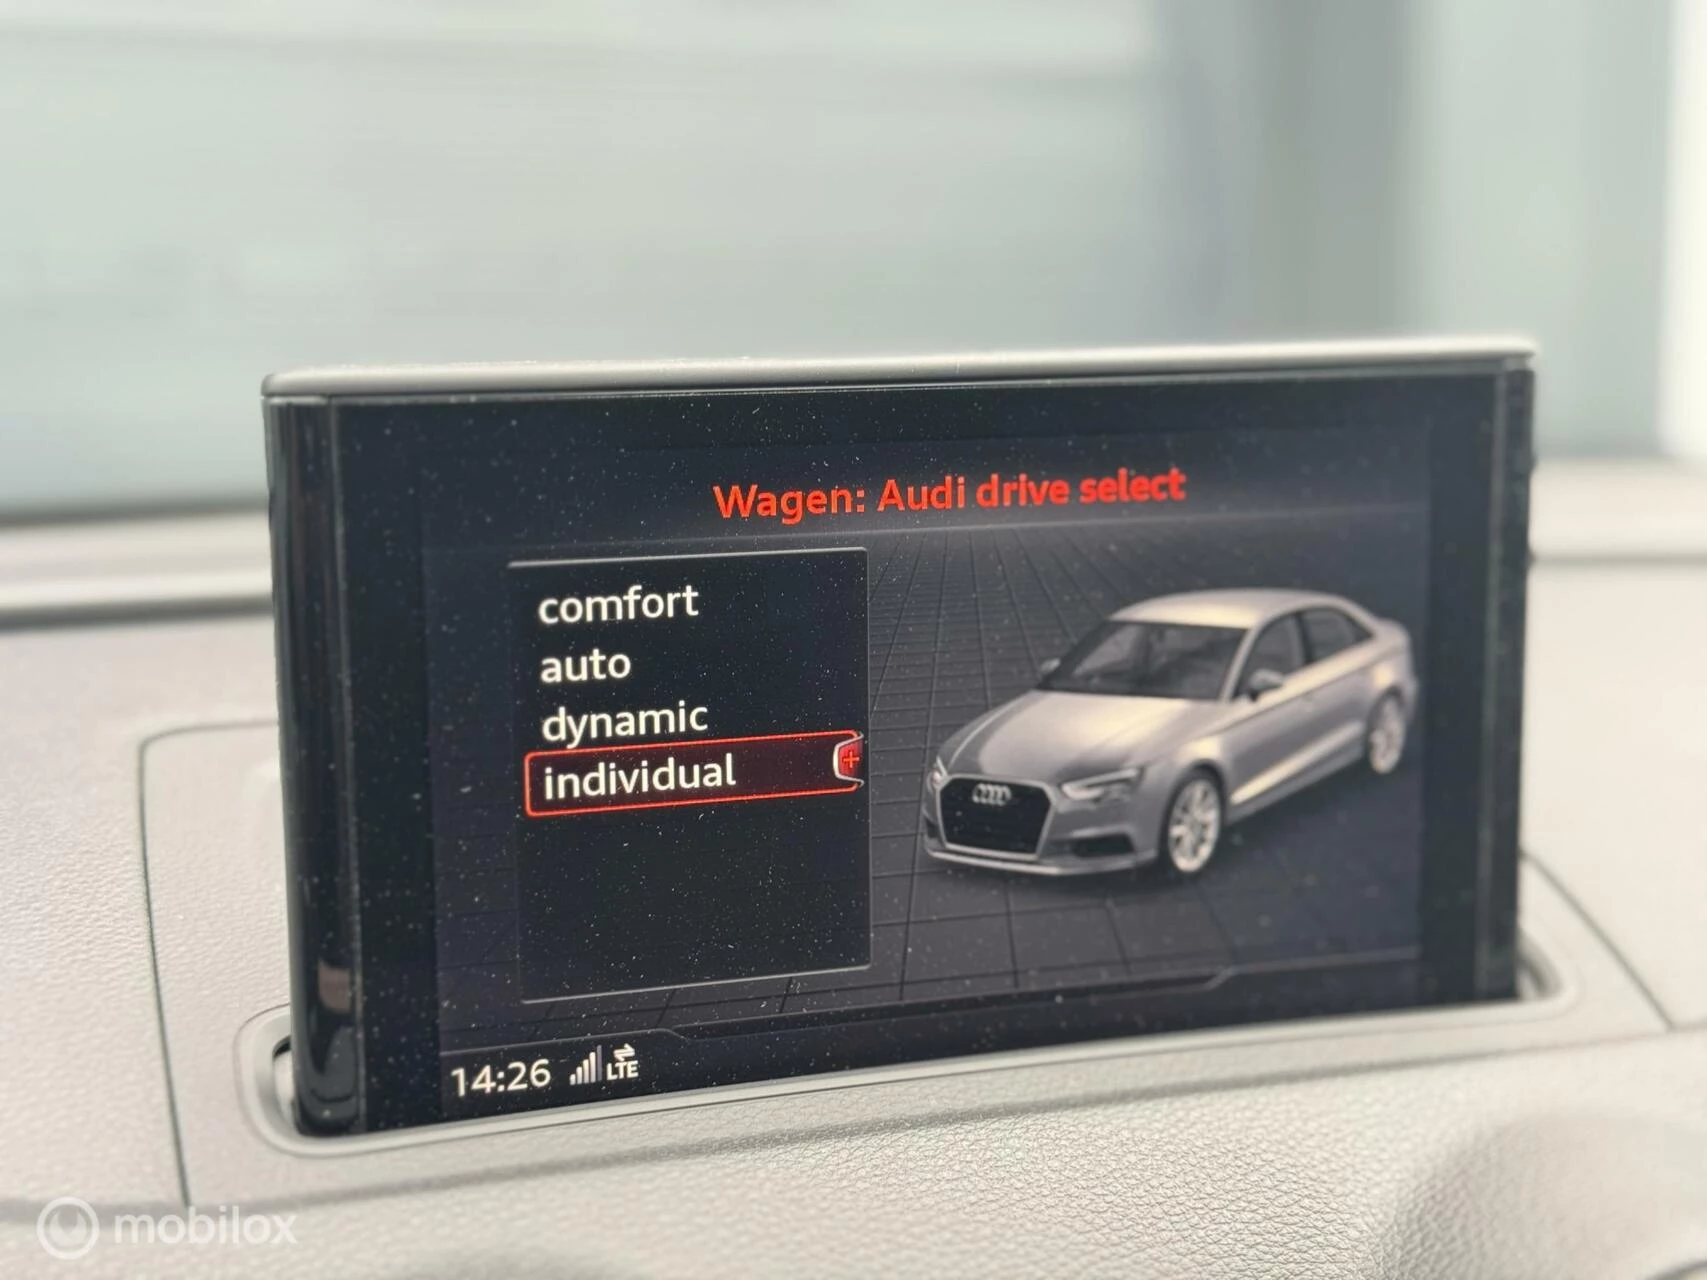 Wagen: Audi drive select
comfort
auto
dynamic
individual
14:26 LTE
mobilox